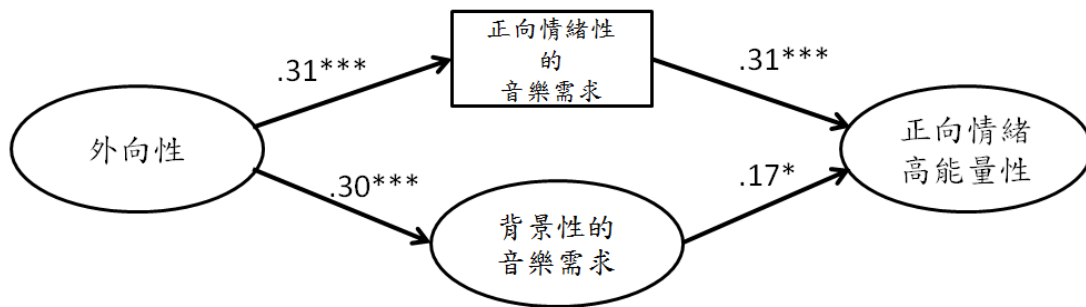 正向情緒性
的
音樂需求
.31***
.31***
外向性
正向情緒
高能量性
.30***
.17*
背景性的
音樂需求